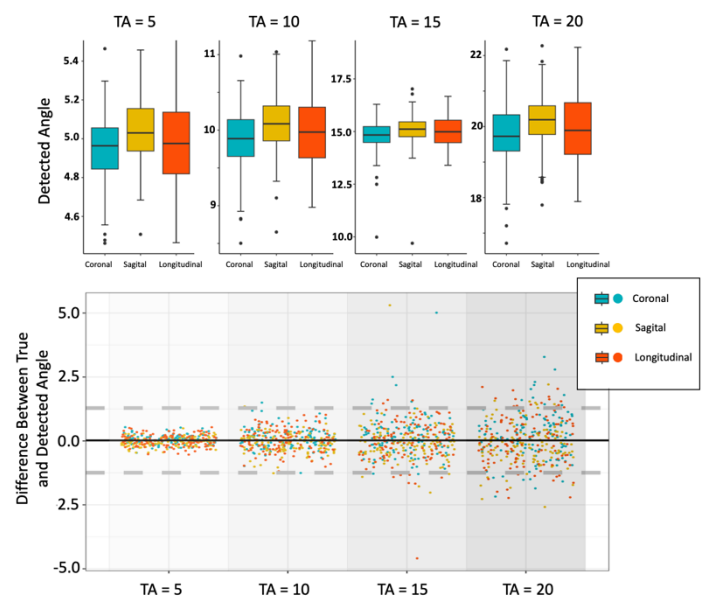 TA = 5
TA = 10
TA = 15
TA = 20
Detected Angle
5.4
5.2
5.0
4.8
4.6
11
10
9
17.5
15.0
12.5
10.0
22
20
18
Coronal
Sagital
Longitudinal
Coronal
Sagital
Longitudinal
Coronal
Sagital
Longitudinal
Coronal
Sagital
Longitudinal
Coronal
Sagital
Longitudinal
Difference Between True
and Detected Angle
5.0
2.5
0.0
-2.5
-5.0
TA = 5
TA = 10
TA = 15
TA = 20